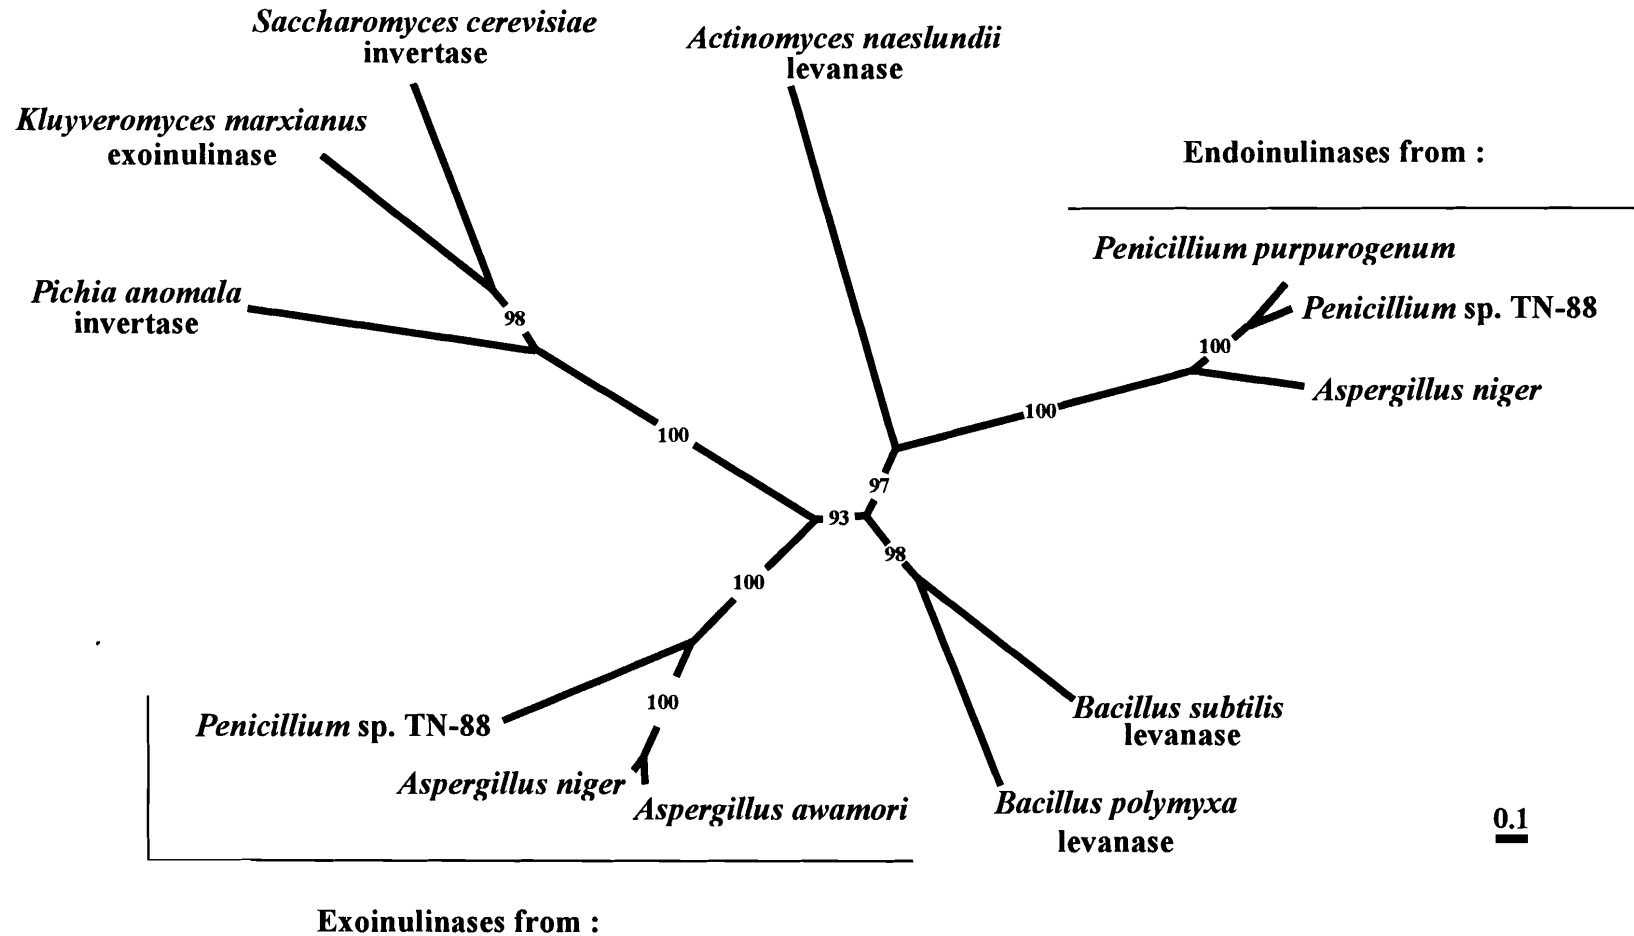 Saccharomyces cerevisiae
invertase
Actinomyces naeslundii
levanase
Kluyveromyces marxianus
exoinulinase
Endoinulinases from :
Penicillium purpurogenum
Pichia anomala
invertase
Penicillium sp. TN-88
98
100
Aspergillus niger
100
100
97
93
98
100
100
Penicillium sp. TN-88
Bacillus subtilis
levanase
Aspergillus niger
Aspergillus awamori
Bacillus polymyxa
levanase
0.1
Exoinulinases from :